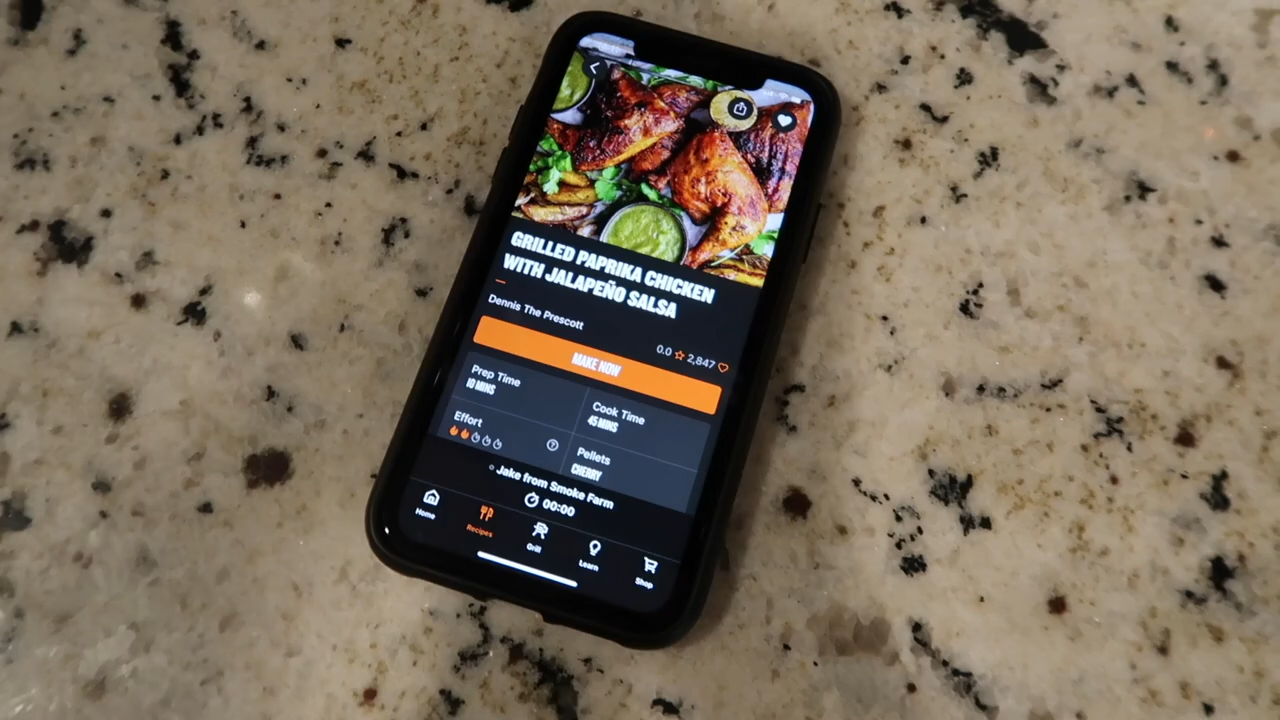 GRILLED PAPRIKA CHICKEN
WITH JALAPEÑO SALSA
Dennis The Prescott
0.0 2,847
MAKE NOW
Prep Time
10 MINS
Cook Time
45 MINS
Effort
Pellets
CHERRY
Jake from Smoke Farm
00:00
Home
Recipes
Grill
Learn
Shop